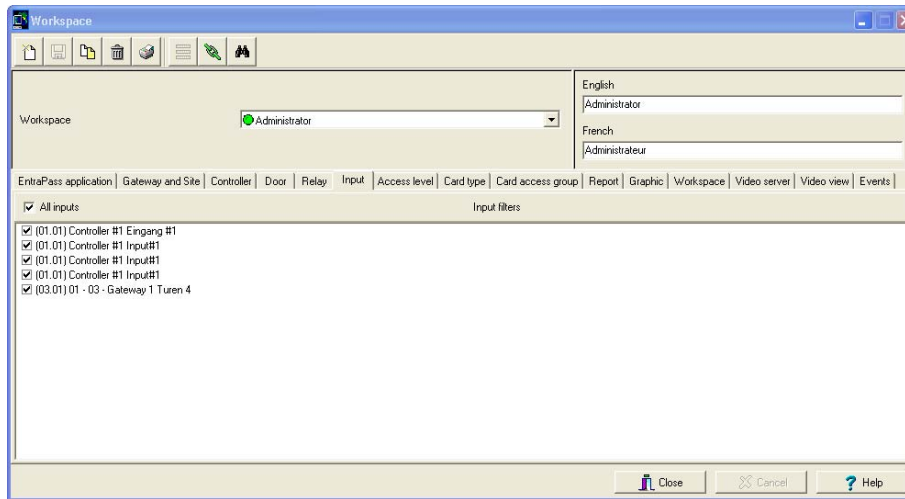 Workspace
English
Administrator
Workspace
Administrator
French
Administrateur
EntraPass application Gateway and Site Controller Door Relay Input Access level Card type Card access group Report Graphic Workspace Video server Video view Events
All inputs Input filters
(01.01) Controller #1 Eingang #1
(01.01) Controller #1 Input#1
(01.01) Controller #1 Input#1
(01.01) Controller #1 Input#1
(03.01) 01 - 03 - Gateway 1 Turen 4
Close Cancel Help